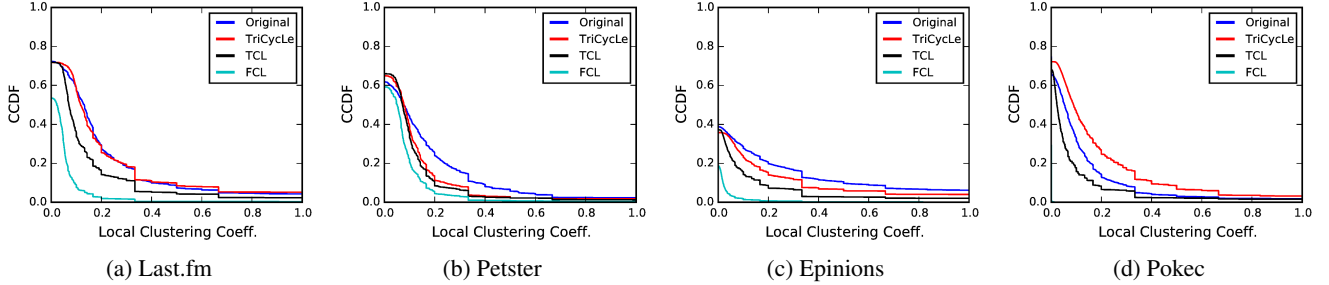 1.0
0.8
0.6
0.4
0.2
0.0
CCDF
0.0 0.2 0.4 0.6 0.8 1.0
Local Clustering Coeff.
Original
TriCycLe
TCL
FCL
(a) Last.fm
1.0
0.8
0.6
0.4
0.2
0.0
CCDF
0.0 0.2 0.4 0.6 0.8 1.0
Local Clustering Coeff.
Original
TriCycLe
TCL
FCL
(b) Petster
1.0
0.8
0.6
0.4
0.2
0.0
CCDF
0.0 0.2 0.4 0.6 0.8 1.0
Local Clustering Coeff.
Original
TriCycLe
TCL
FCL
(c) Epinions
1.0
0.8
0.6
0.4
0.2
0.0
CCDF
0.0 0.2 0.4 0.6 0.8 1.0
Local Clustering Coeff.
Original
TriCycLe
TCL
FCL
(d) Pokec